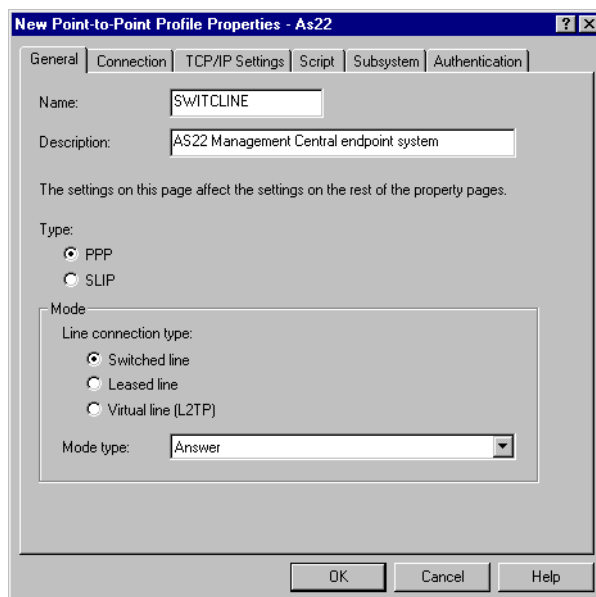 New Point-to-Point Profile Properties - As22
General Connection TCP/IP Settings Script Subsystem Authentication
Name: SWITCLINE
Description: AS22 Management Central endpoint system
The settings on this page affect the settings on the rest of the property pages.
Type:
PPP
SLIP
Mode
Line connection type:
Switched line
Leased line
Virtual line (L2TP)
Mode type: Answer
OK Cancel Help